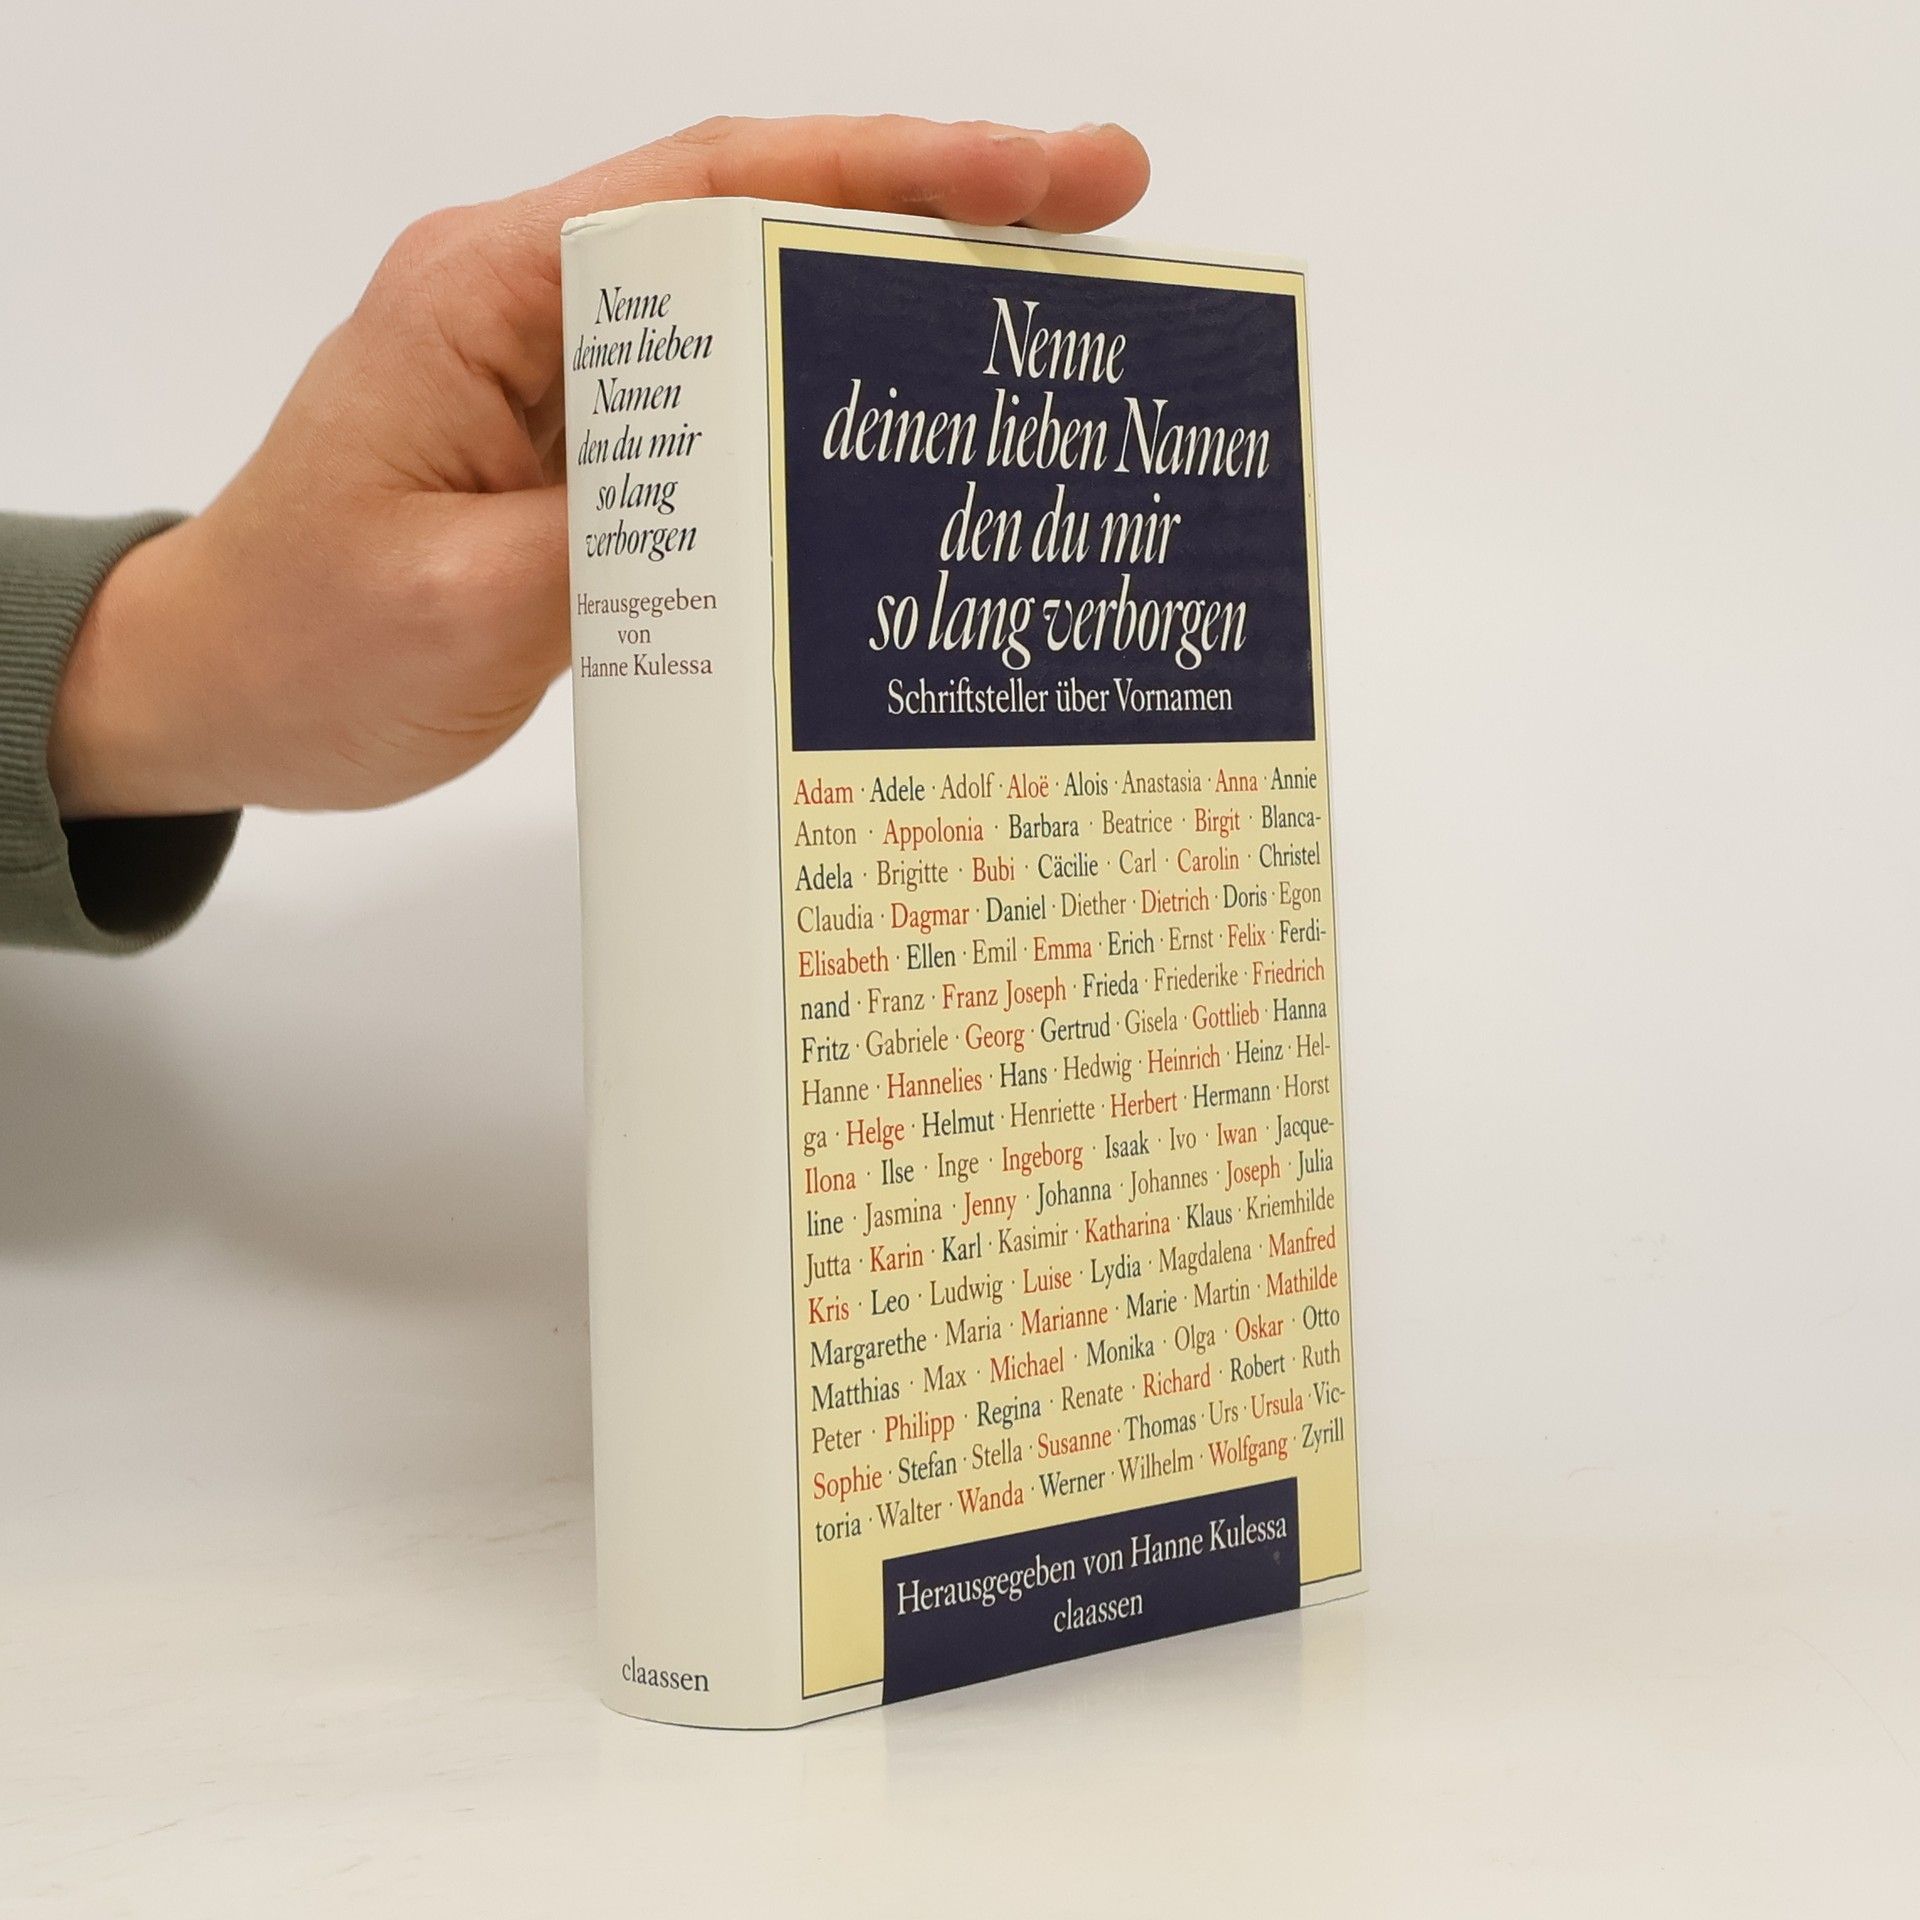 Nenne
deinen lieben
Namen
den du mir
so lang
verborgen
Herausgegeben
von
Hanne Kulessa
claassen
Nenne
deinen lieben Namen
den du mir
so lang verborgen
Schriftsteller über Vornamen
Adam · Adele · Adolf · Aloë · Alois · Anastasia · Anna · Annie
Anton · Appolonia · Barbara · Beatrice · Birgit · Blanca-
Adela · Brigitte · Bubi · Cäcilie · Carl · Carolin · Christel
Claudia · Dagmar · Daniel · Diether · Dietrich · Doris · Egon
Elisabeth · Ellen · Emil · Emma · Erich · Ernst · Felix · Ferdi-
nand · Franz · Franz Joseph · Frieda · Friederike · Friedrich
Fritz · Gabriele · Georg · Gertrud · Gisela · Gottlieb · Hanna
Hanne · Hannelies · Hans · Hedwig · Heinrich · Heinz · Hel-
ga · Helge · Helmut · Henriette · Herbert · Hermann · Horst
Ilona · Ilse · Inge · Ingeborg · Isaak · Ivo · Iwan · Jacque-
line · Jasmina · Jenny · Johanna · Johannes · Joseph · Julia
Jutta · Karin · Karl · Kasimir · Katharina · Klaus · Kriemhilde
Kris · Leo · Ludwig · Luise · Lydia · Magdalena · Manfred
Margarethe · Maria · Marianne · Marie · Martin · Mathilde
Matthias · Max · Michael · Monika · Olga · Oskar · Otto
Peter · Philipp · Regina · Renate · Richard · Robert · Ruth
Sophie · Stefan · Stella · Susanne · Thomas · Urs · Ursula · Vic-
toria · Walter · Wanda · Werner · Wilhelm · Wolfgang · Zyrill
Herausgegeben von Hanne Kulessa
claassen